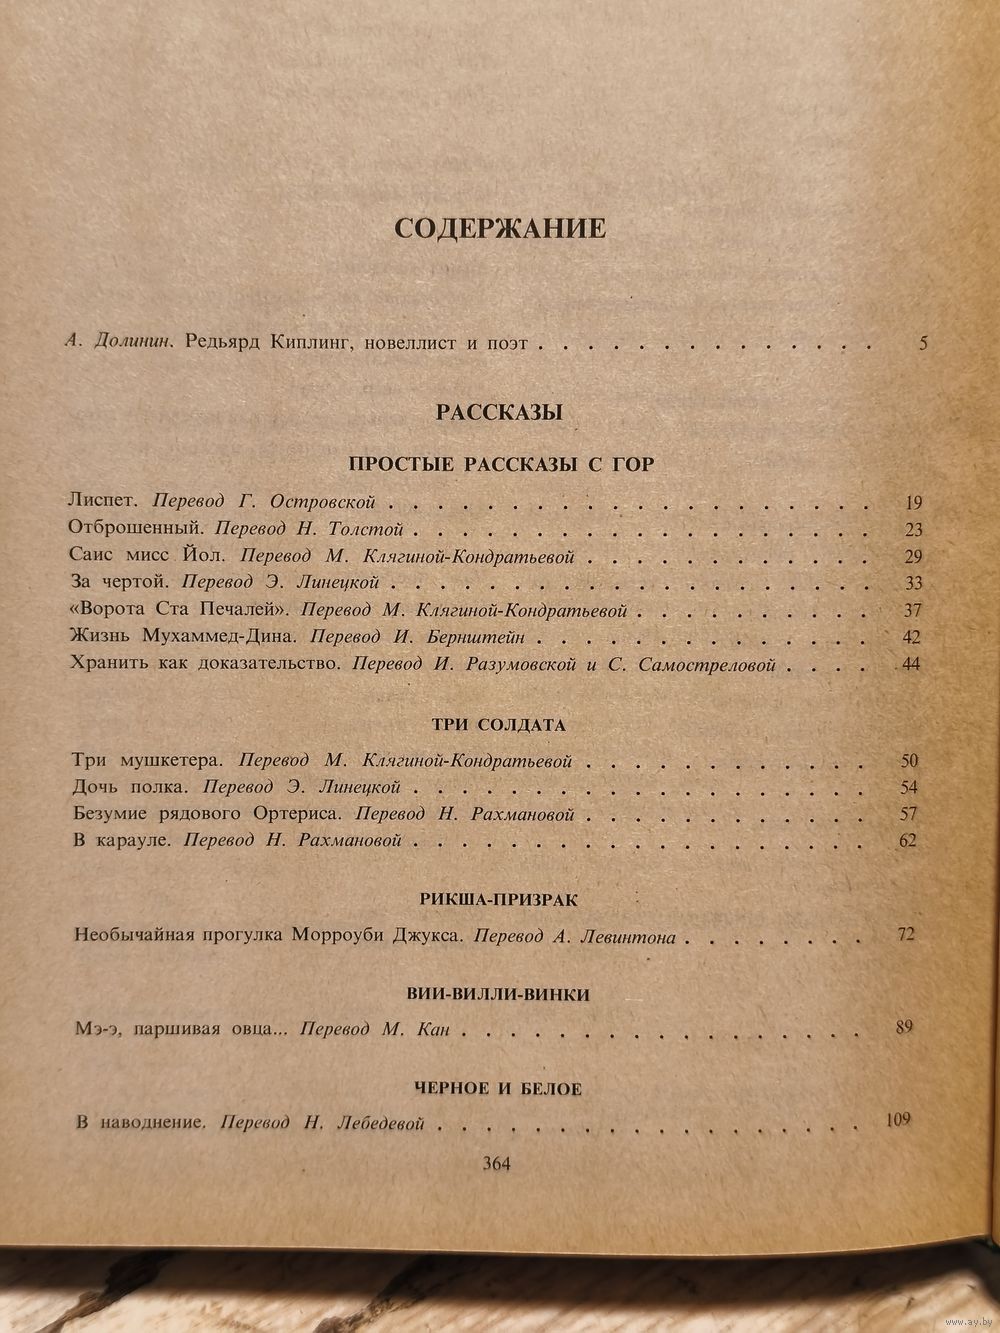 СОДЕРЖАНИЕ
А. Долинин. Редьярд Киплинг, новеллист и поэт . . . . . . . . . . . . . . 5
РАССКАЗЫ
ПРОСТЫЕ РАССКАЗЫ С ГОР
Лиспет. Перевод Г. Островской . . . . . . . . . . . . . . . . . . . . 19
Отброшенный. Перевод Н. Толстой . . . . . . . . . . . . . . . . . . . 23
Саис мисс Йол. Перевод М. Клягиной-Кондратьевой . . . . . . . . . . . . 29
За чертой. Перевод Э. Линецкой . . . . . . . . . . . . . . . . . . . . 33
«Ворота Ста Печалей». Перевод М. Клягиной-Кондратьевой . . . . . . . . . . 37
Жизнь Мухаммед-Дина. Перевод И. Бернштейн . . . . . . . . . . . . . . 42
Хранить как доказательство. Перевод И. Разумовской и С. Самостреловой . . . . 44
ТРИ СОЛДАТА
Три мушкетера. Перевод М. Клягиной-Кондратьевой . . . . . . . . . . . . 50
Дочь полка. Перевод Э. Линецкой . . . . . . . . . . . . . . . . . . . 54
Безумие рядового Ортериса. Перевод Н. Рахмановой . . . . . . . . . . . . 57
В карауле. Перевод Н. Рахмановой . . . . . . . . . . . . . . . . . . . 62
РИКША-ПРИЗРАК
Необычайная прогулка Морроуби Джукса. Перевод А. Левинтона . . . . . . . . 72
ВИИ-ВИЛЛИ-ВИНКИ
Мэ-э, паршивая овца... Перевод М. Кан . . . . . . . . . . . . . . . . . 89
ЧЕРНОЕ И БЕЛОЕ
В наводнение. Перевод Н. Лебедевой . . . . . . . . . . . . . . . . . . 109
364
www.ay.by